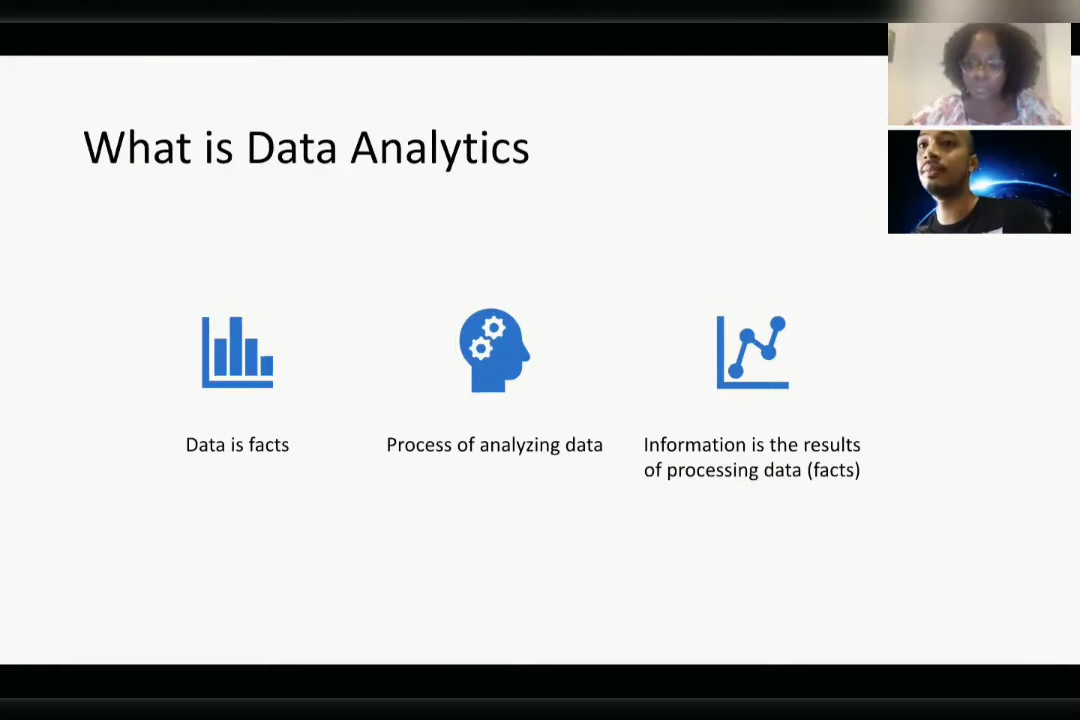 What is Data Analytics
Data is facts
Process of analyzing data
Information is the results
of processing data (facts)